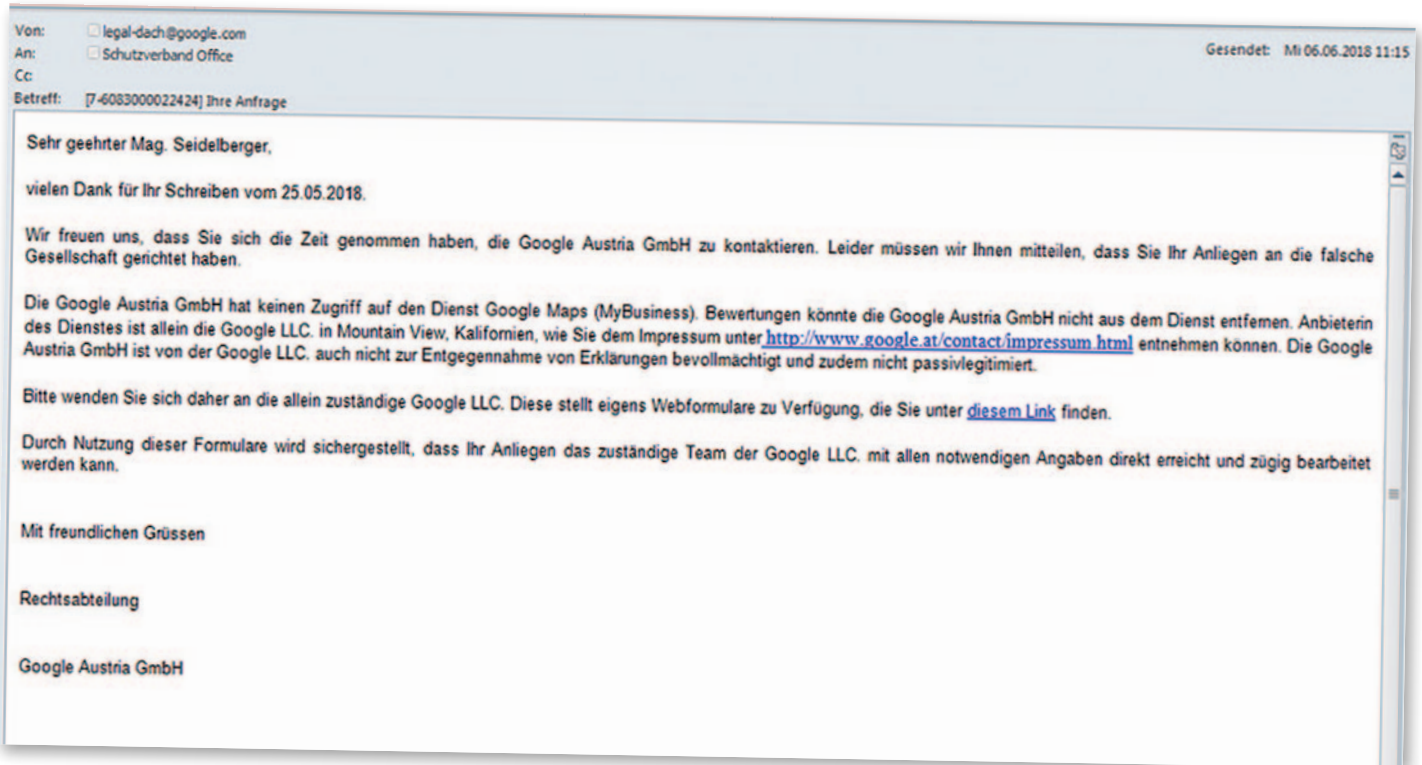 Von: legal-dach@google.com
Gesendet: Mi 06.06.2018 11:15
An: Schutzverband Office
Cc:
Betreff: [7-6083000022424] Ihre Anfrage
Sehr geehrter Mag. Seidelberger,
vielen Dank für Ihr Schreiben vom 25.05.2018.
Wir freuen uns, dass Sie sich die Zeit genommen haben, die Google Austria GmbH zu kontaktieren. Leider müssen wir Ihnen mitteilen, dass Sie Ihr Anliegen an die falsche
Gesellschaft gerichtet haben.
Die Google Austria GmbH hat keinen Zugriff auf den Dienst Google Maps (MyBusiness). Bewertungen könnte die Google Austria GmbH nicht aus dem Dienst entfernen. Anbieterin
des Dienstes ist allein die Google LLC. in Mountain View, Kalifornien, wie Sie dem Impressum unter http://www.google.at/contact/impressum.html entnehmen können. Die Google
Austria GmbH ist von der Google LLC. auch nicht zur Entgegennahme von Erklärungen bevollmächtigt und zudem nicht passivlegitimiert.
Bitte wenden Sie sich daher an die allein zuständige Google LLC. Diese stellt eigens Webformulare zu Verfügung, die Sie unter diesem Link finden.
Durch Nutzung dieser Formulare wird sichergestellt, dass Ihr Anliegen das zuständige Team der Google LLC. mit allen notwendigen Angaben direkt erreicht und zügig bearbeitet
werden kann.
Mit freundlichen Grüssen
Rechtsabteilung
Google Austria GmbH